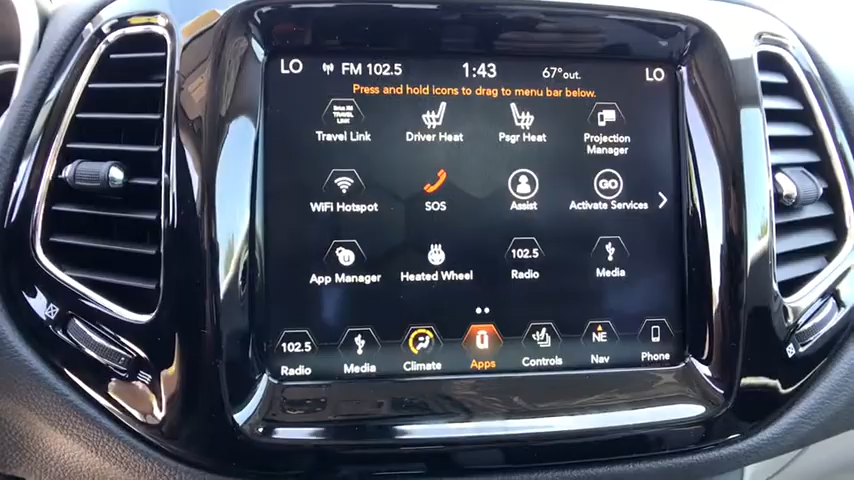 LO FM 102.5 1:43 67°out. LO
Press and hold icons to drag to menu bar below.
TRAVEL
LINK
Travel Link Driver Heat Psgr Heat Projection
Manager
GO
WiFi Hotspot SOS Assist Activate Services
102.5
App Manager Heated Wheel Radio Media
102.5 NE
Radio Media Climate Apps Controls Nav Phone